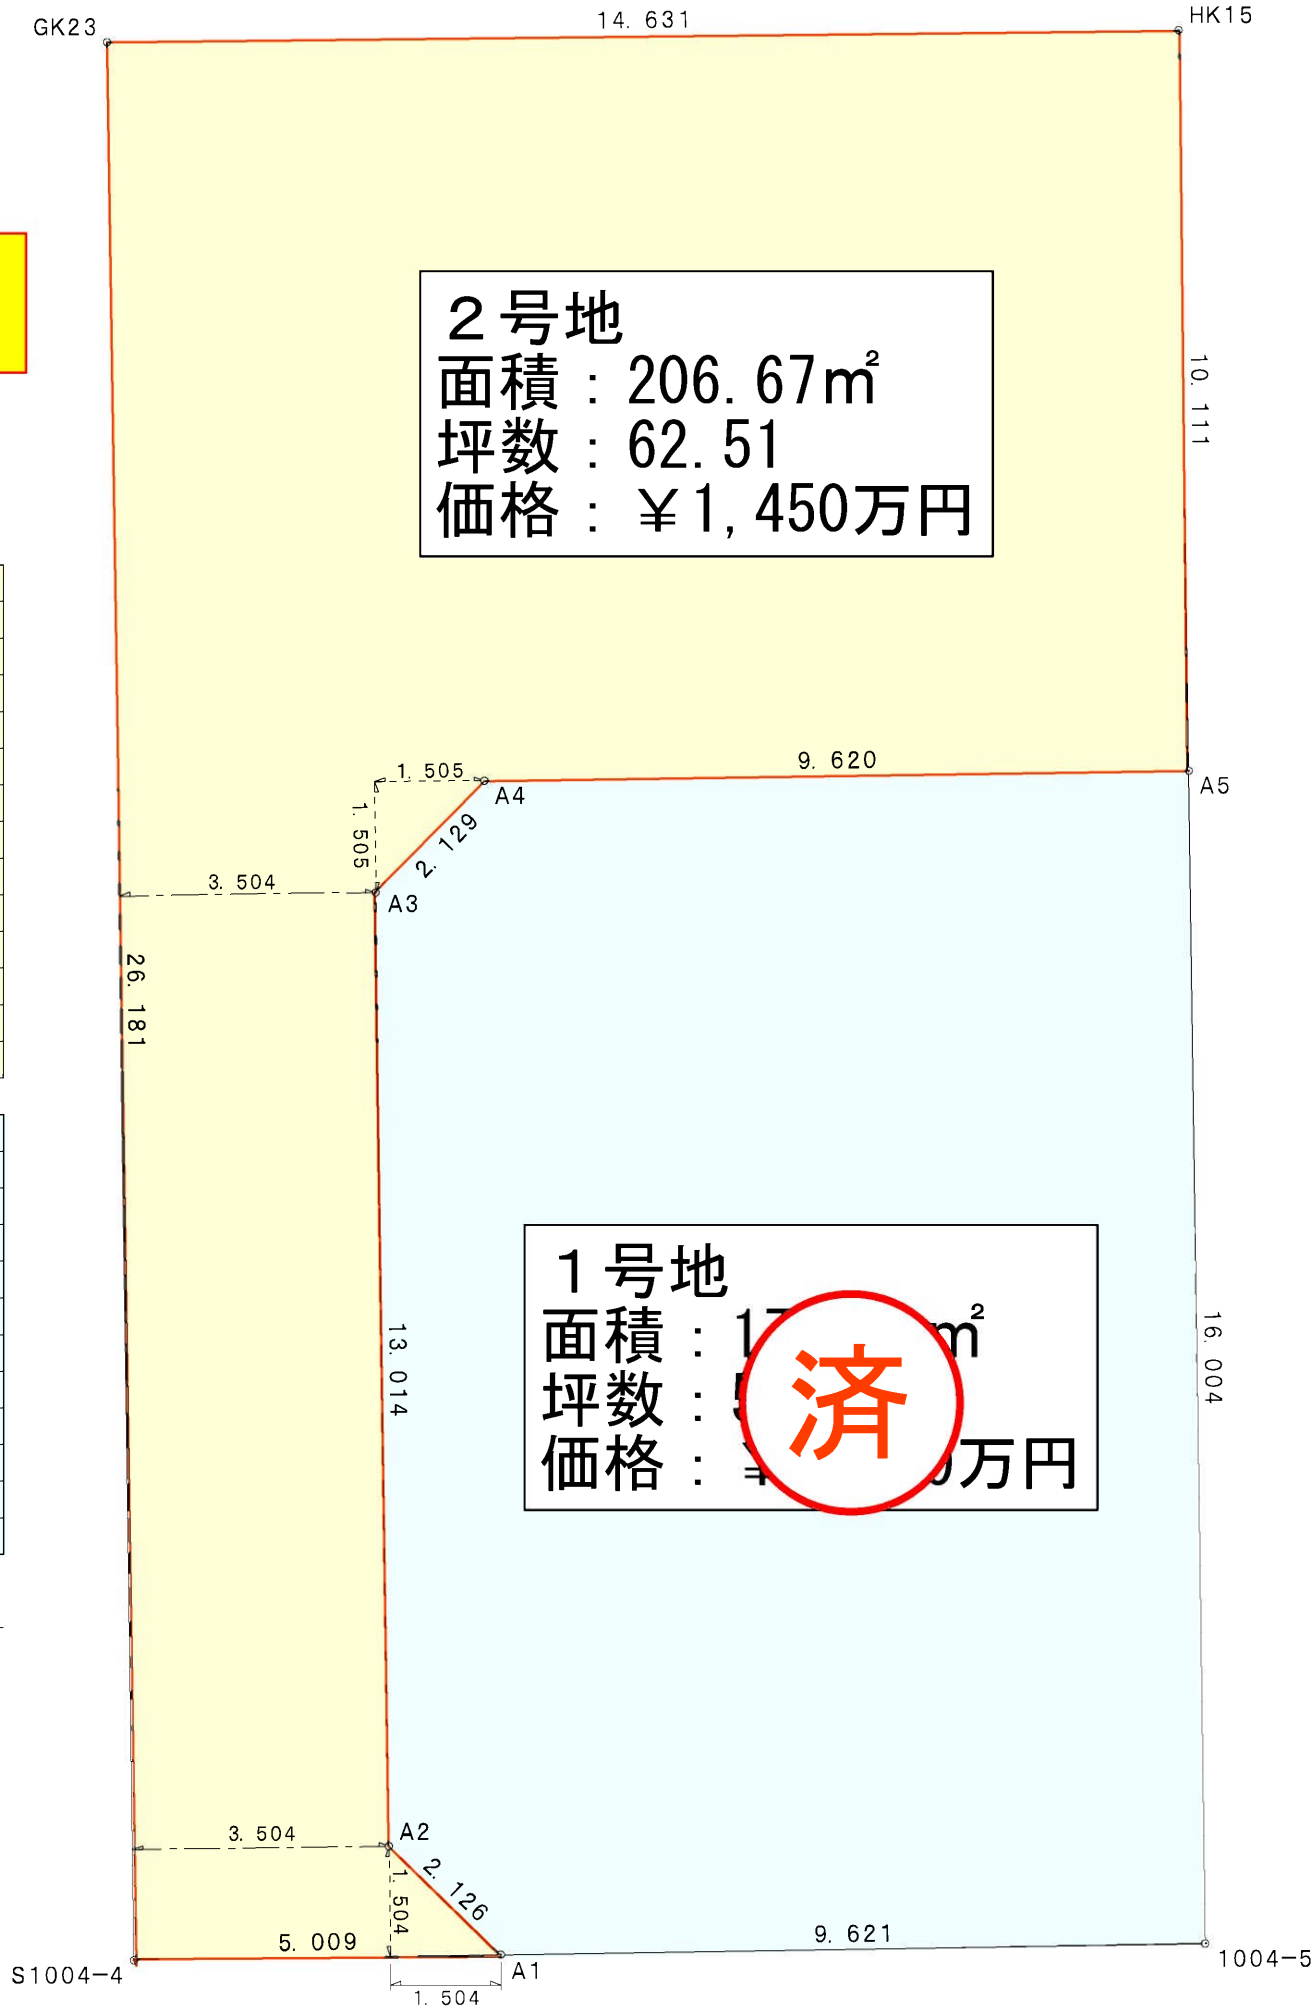 GK23
14. 631
HK15
2号地
面積：206. 67㎡
坪数：62. 51
価格：￥1, 450万円
10. 111
1. 505
9. 620
A4
A5
1. 505
2. 129
3. 504
A3
26. 181
1号地
面積：
坪数：
価格：
万円
済
13. 014
16. 004
3. 504
A2
2. 126
1. 504
5. 009
9. 621
S1004-4
A1
1004-5
1. 504